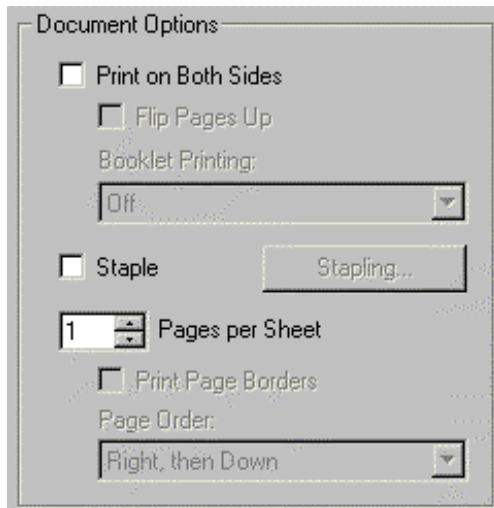 Document Options
Print on Both Sides
Flip Pages Up
Booklet Printing:
Off
Staple Stapling...
1 Pages per Sheet
Print Page Borders
Page Order:
Right, then Down